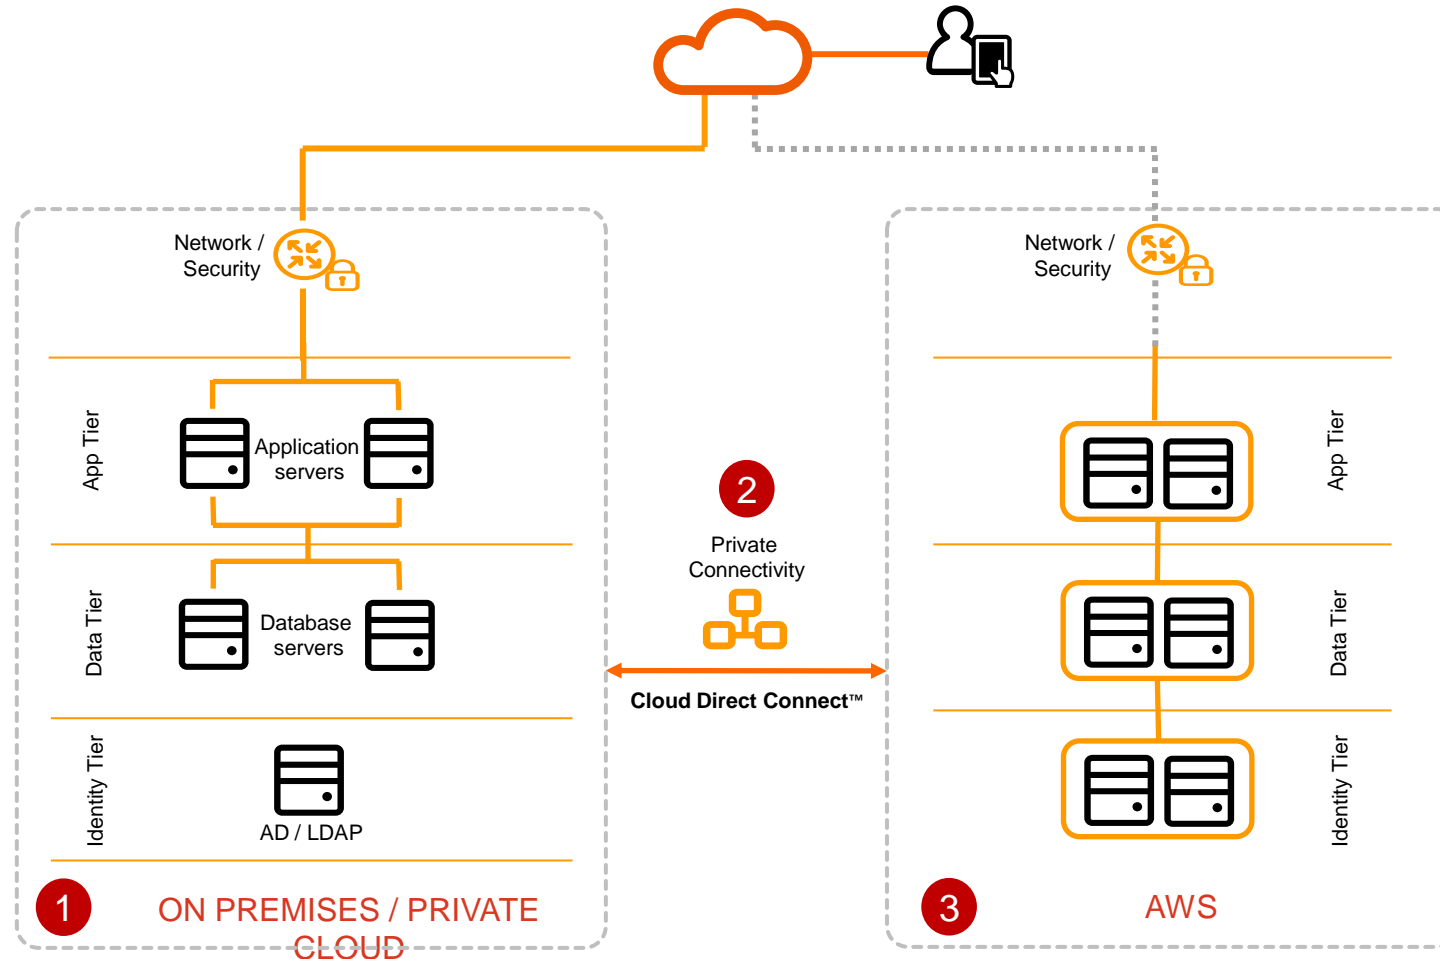 Network /
Security
App Tier
Application
servers
Data Tier
Database
servers
Identity Tier
AD / LDAP
1
ON PREMISES / PRIVATE
CLOUD
2
Private
Connectivity
Cloud Direct Connect™
Network /
Security
App Tier
Data Tier
Identity Tier
3
AWS